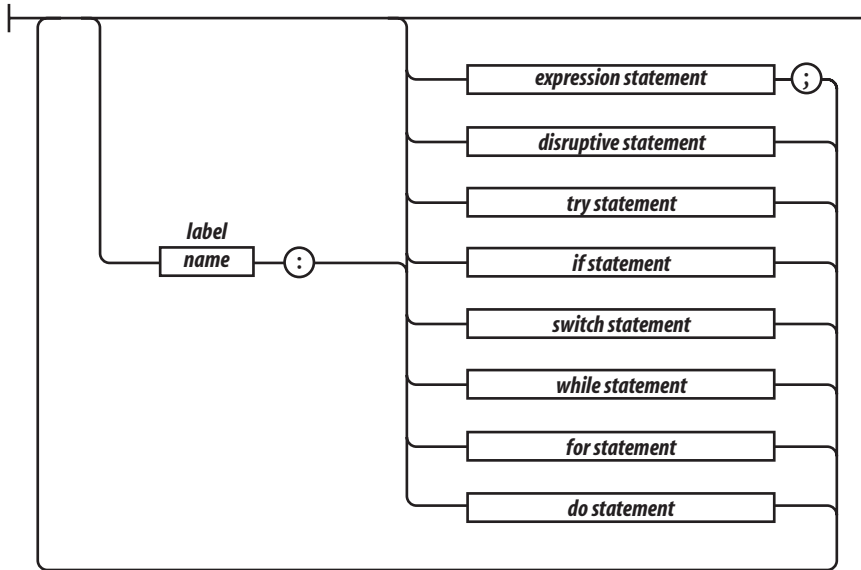 expression statement ;
disruptive statement
try statement
label
name :
if statement
switch statement
while statement
for statement
do statement